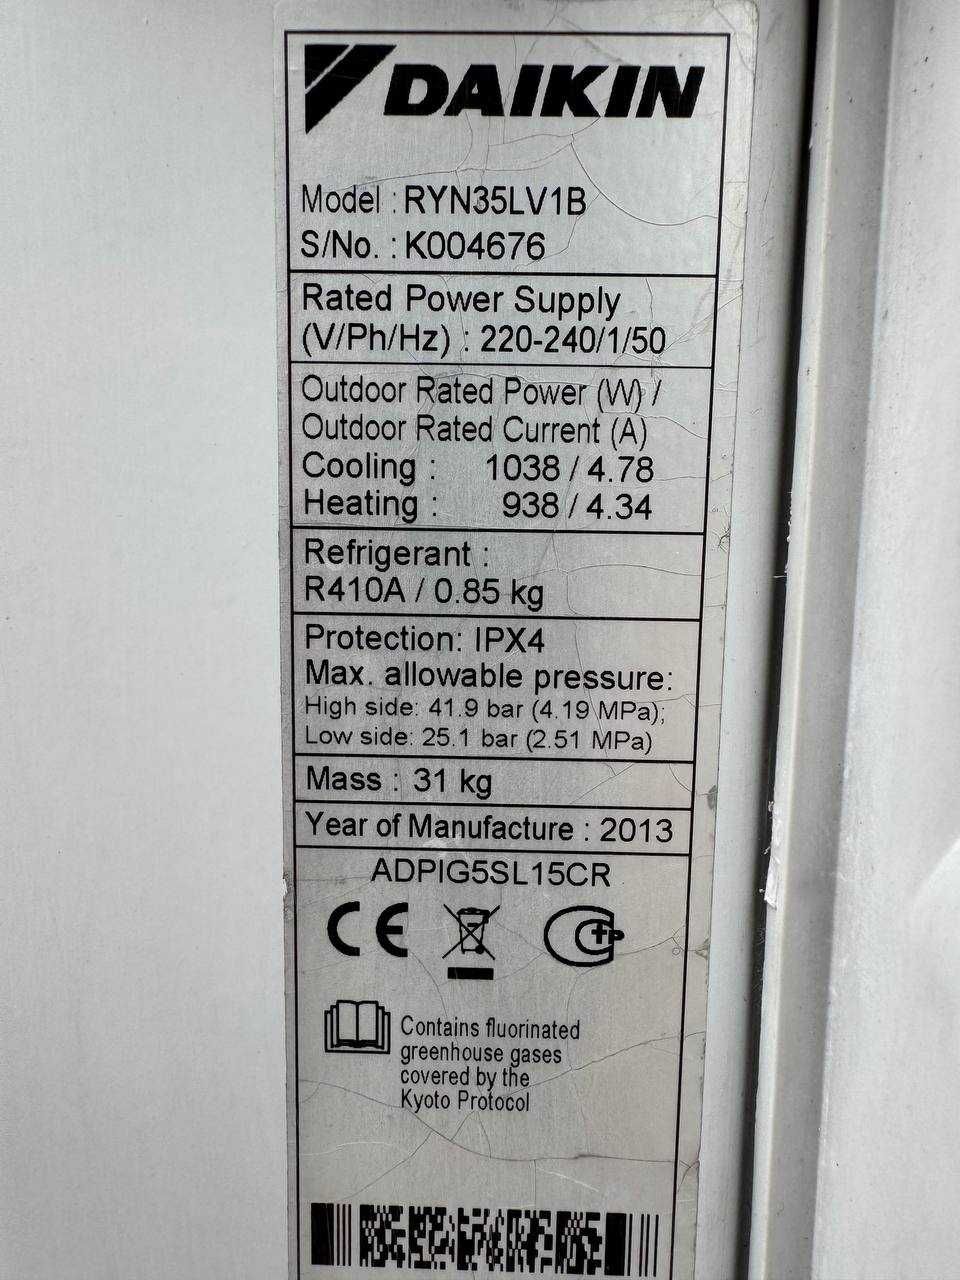 DAIKIN
Model : RYN35LV1B
S/No. : K004676
Rated Power Supply
(V/Ph/Hz) : 220-240/1/50
Outdoor Rated Power (W) /
Outdoor Rated Current (A)
Cooling : 1038 / 4.78
Heating : 938 / 4.34
Refrigerant :
R410A / 0.85 kg
Protection: IPX4
Max. allowable pressure:
High side: 41.9 bar (4.19 MPa);
Low side: 25.1 bar (2.51 MPa)
Mass : 31 kg
Year of Manufacture : 2013
ADPIG5SL15CR
CE
Contains fluorinated
greenhouse gases
covered by the
Kyoto Protocol